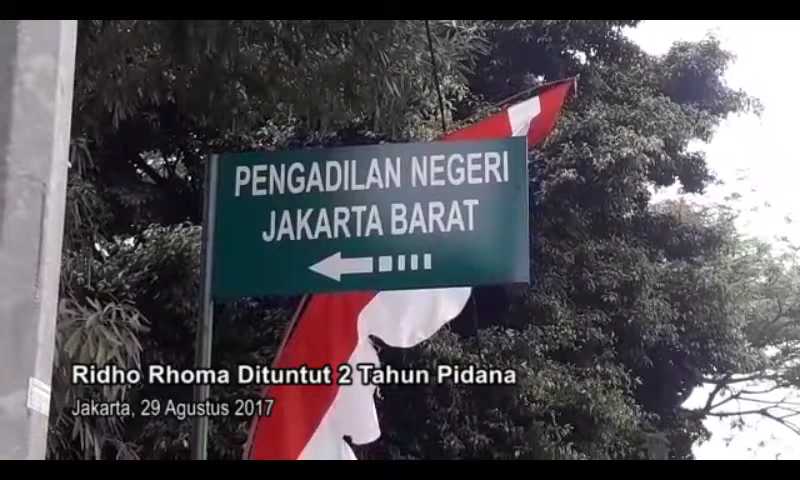 PENGADILAN NEGERI
JAKARTA BARAT
Ridho Rhoma Dituntut 2 Tahun Pidana
Jakarta, 29 Agustus 2017